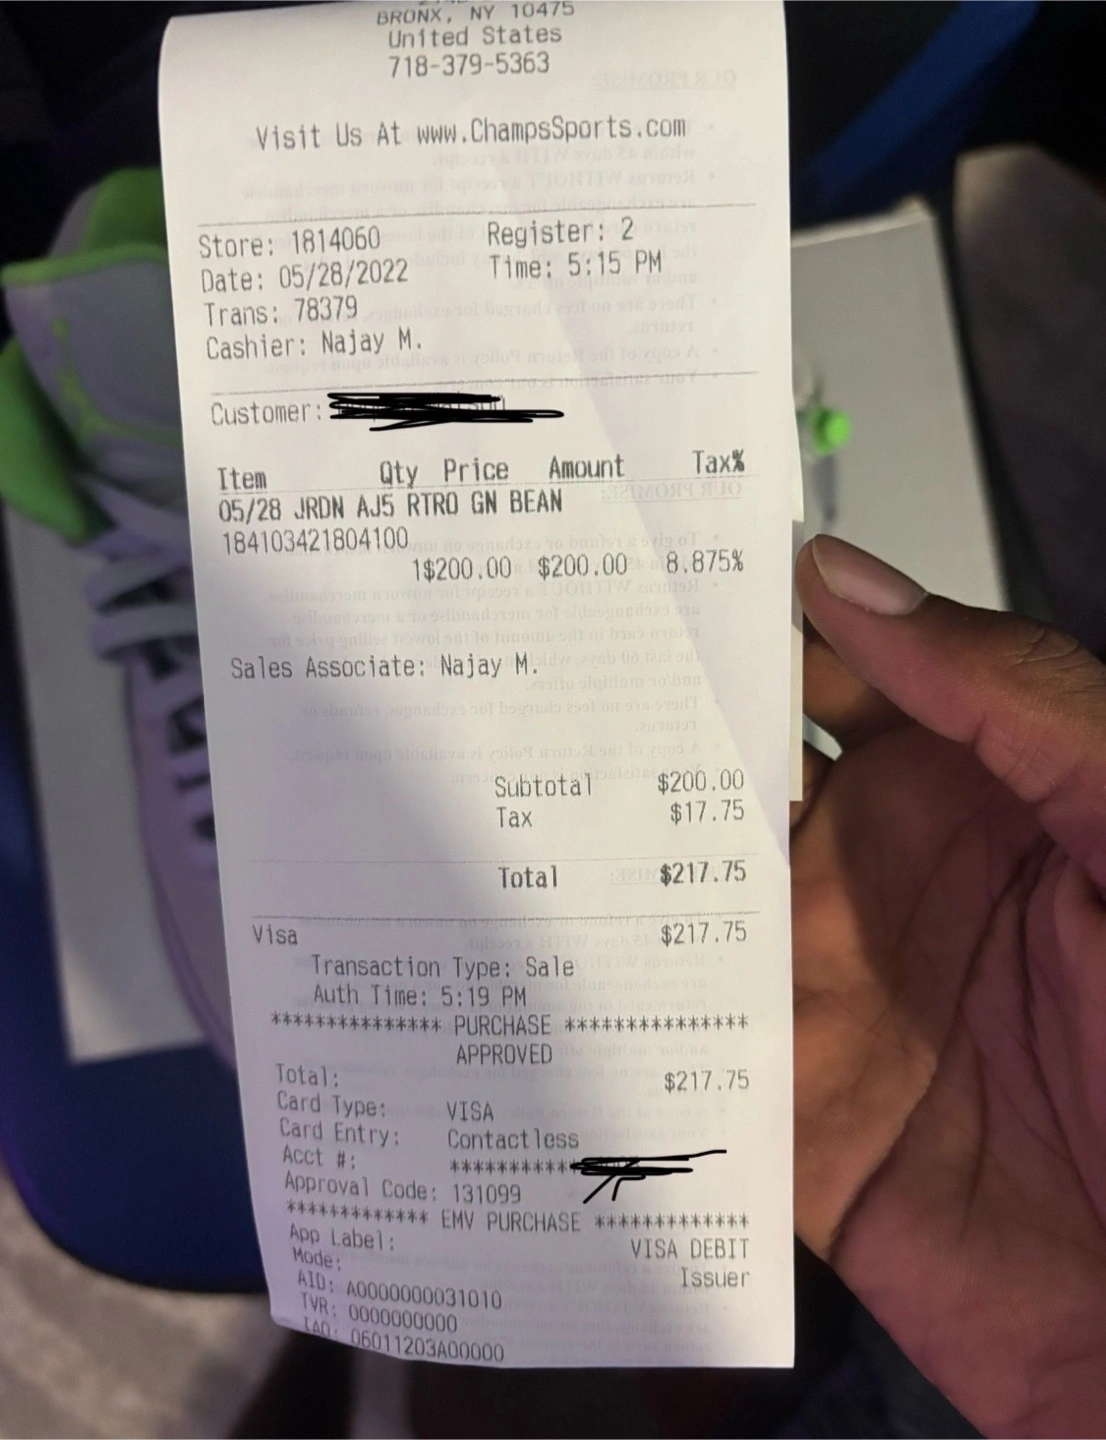 BRONX, NY 10475
United States
718-379-5363
Visit Us At www.ChampsSports.com
Store: 1814060 Register: 2
Date: 05/28/2022 Time: 5:15 PM
Trans: 78379
Cashier: Najay M.
Customer:
Item Qty Price Amount Tax%
05/28 JRDN AJ5 RTRO GN BEAN
184103421804100
1$200.00 $200.00 8.875%
Sales Associate: Najay M.
Subtotal $200.00
Tax $17.75
Total $217.75
Visa $217.75
Transaction Type: Sale
Auth Time: 5:19 PM
*************** PURCHASE ***************
APPROVED
Total: $217.75
Card Type: VISA
Card Entry: Contactless
Acct #: **********
Approval Code: 131099
************* EMV PURCHASE *************
App Label: VISA DEBIT
Mode: Issuer
AID: A0000000031010
TVR: 0000000000
IAD: 06011203A00000